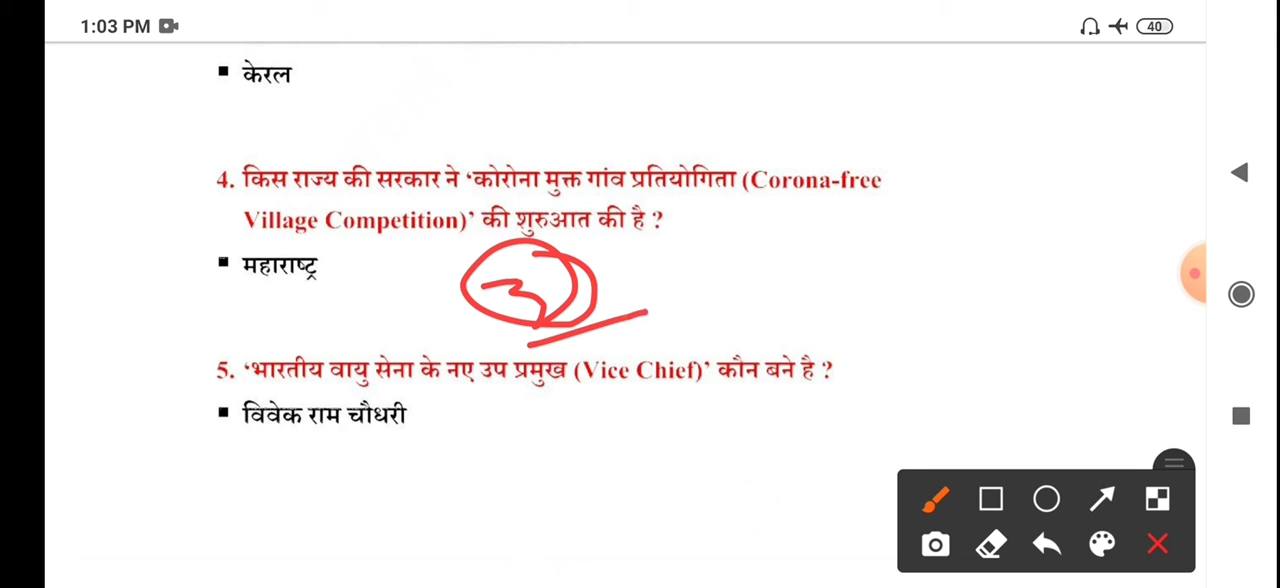 1:03 PM
40
▪ केरल
4. किस राज्य की सरकार ने ‘कोरोना मुक्त गांव प्रतियोगिता (Corona-free
Village Competition)’ की शुरुआत की है ?
▪ महाराष्ट्र
5. ‘भारतीय वायु सेना के नए उप प्रमुख (Vice Chief)’ कौन बने है ?
▪ विवेक राम चौधरी